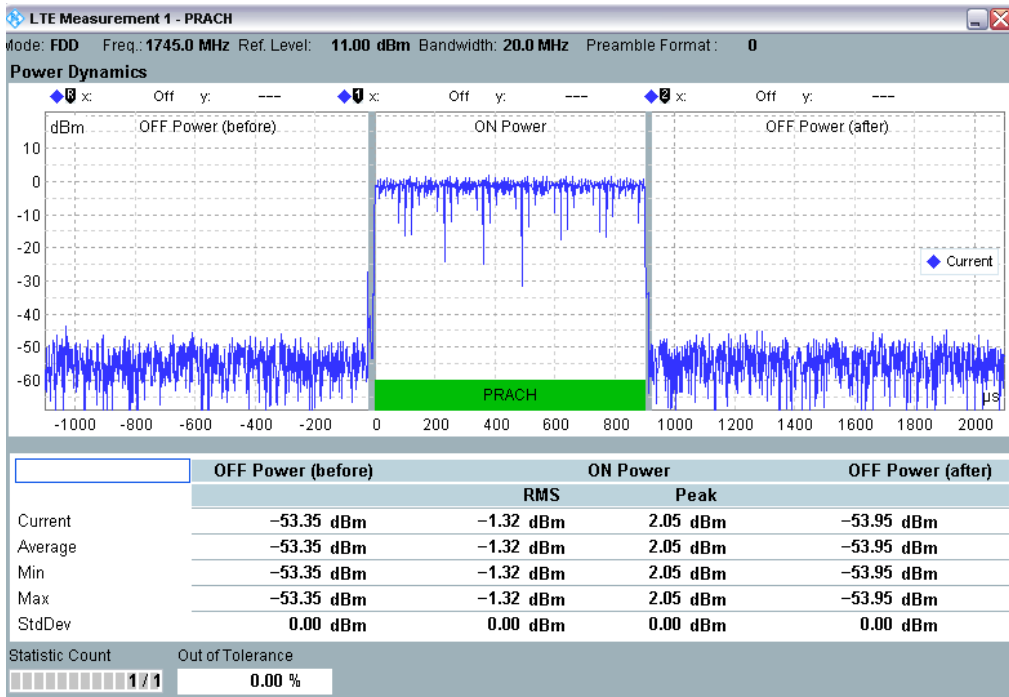 LTE Measurement 1 - PRACH
Mode: FDD Freq.: 1745.0 MHz Ref. Level: 11.00 dBm Bandwidth: 20.0 MHz Preamble Format : 0
Power Dynamics
R x: Off y: --- 1 x: Off y: --- 2 x: Off y: ---
dBm OFF Power (before) ON Power OFF Power (after)
10
0
-10
-20
Current
-30
-40
-50
-60
PRACH
µs
-1000 -800 -600 -400 -200 0 200 400 600 800 1000 1200 1400 1600 1800 2000
OFF Power (before) ON Power OFF Power (after)
RMS Peak
Current −53.35 dBm −1.32 dBm 2.05 dBm −53.95 dBm
Average −53.35 dBm −1.32 dBm 2.05 dBm −53.95 dBm
Min −53.35 dBm −1.32 dBm 2.05 dBm −53.95 dBm
Max −53.35 dBm −1.32 dBm 2.05 dBm −53.95 dBm
StdDev 0.00 dBm 0.00 dBm 0.00 dBm 0.00 dBm
Statistic Count Out of Tolerance
1 / 1 0.00 %